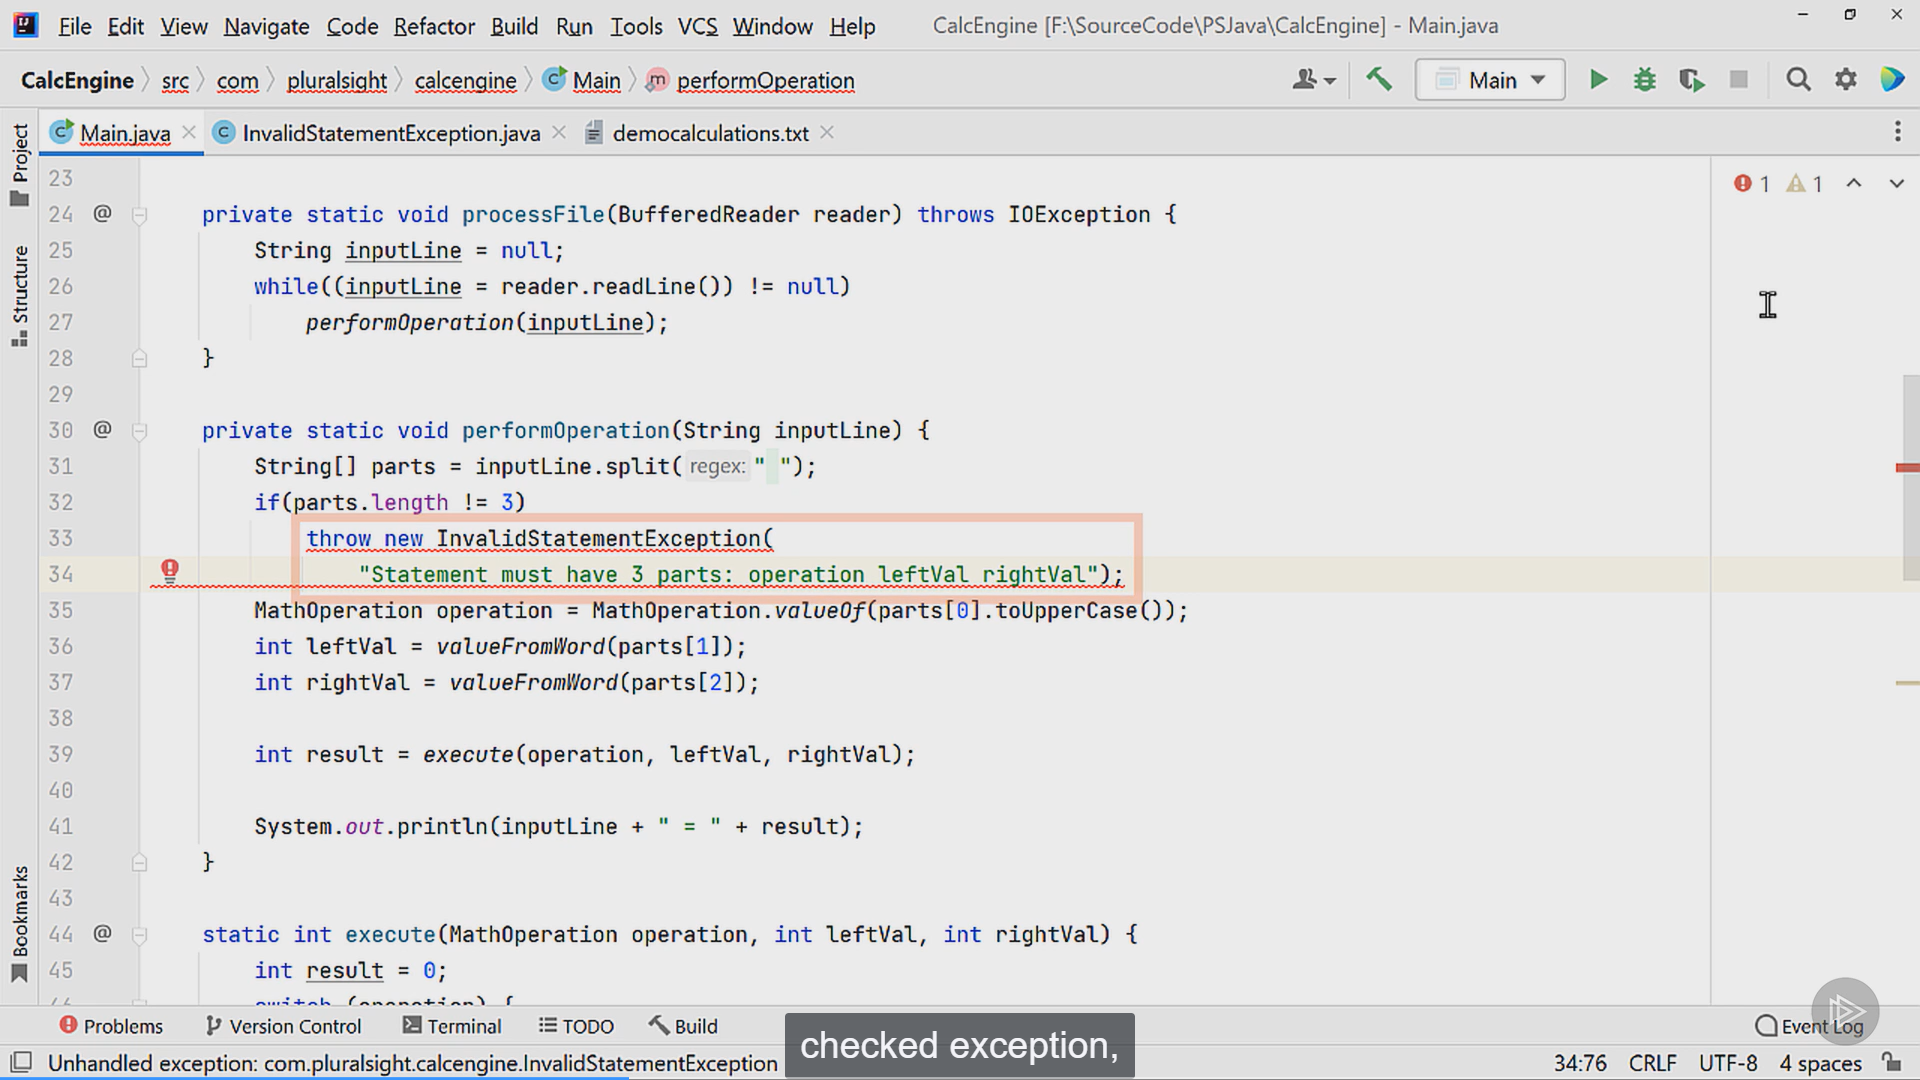 File Edit View Navigate Code Refactor Build Run Tools VCS Window Help CalcEngine [F:\SourceCode\PSJava\CalcEngine] - Main.java
CalcEngine src com pluralsight calcengine Main performOperation Main
Main.java InvalidStatementException.java democalculations.txt
Project
Structure
Bookmarks
1 1
23
24 @ private static void processFile(BufferedReader reader) throws IOException {
25 String inputLine = null;
26 while((inputLine = reader.readLine()) != null)
27 performOperation(inputLine);
28 }
29
30 @ private static void performOperation(String inputLine) {
31 String[] parts = inputLine.split( regex: " ");
32 if(parts.length != 3)
33 throw new InvalidStatementException(
34 "Statement must have 3 parts: operation leftVal rightVal");
35 MathOperation operation = MathOperation.valueOf(parts[0].toUpperCase());
36 int leftVal = valueFromWord(parts[1]);
37 int rightVal = valueFromWord(parts[2]);
38
39 int result = execute(operation, leftVal, rightVal);
40
41 System.out.println(inputLine + " = " + result);
42 }
43
44 @ static int execute(MathOperation operation, int leftVal, int rightVal) {
45 int result = 0;
46 switch (operation) {
Problems Version Control Terminal TODO Build Event Log
checked exception,
Unhandled exception: com.pluralsight.calcengine.InvalidStatementException 34:76 CRLF UTF-8 4 spaces